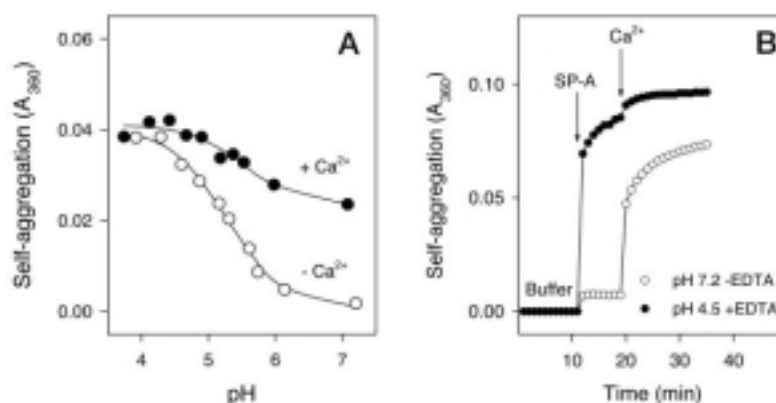 A
Self-aggregation (A360)
0.06
0.04
0.02
0.00
+ Ca2+
- Ca2+
4
5
6
7
pH
B
Self-aggregation (A360)
0.10
0.05
0.00
Ca2+
SP-A
Buffer
pH 7.2 -EDTA
pH 4.5 +EDTA
10
20
30
40
Time (min)